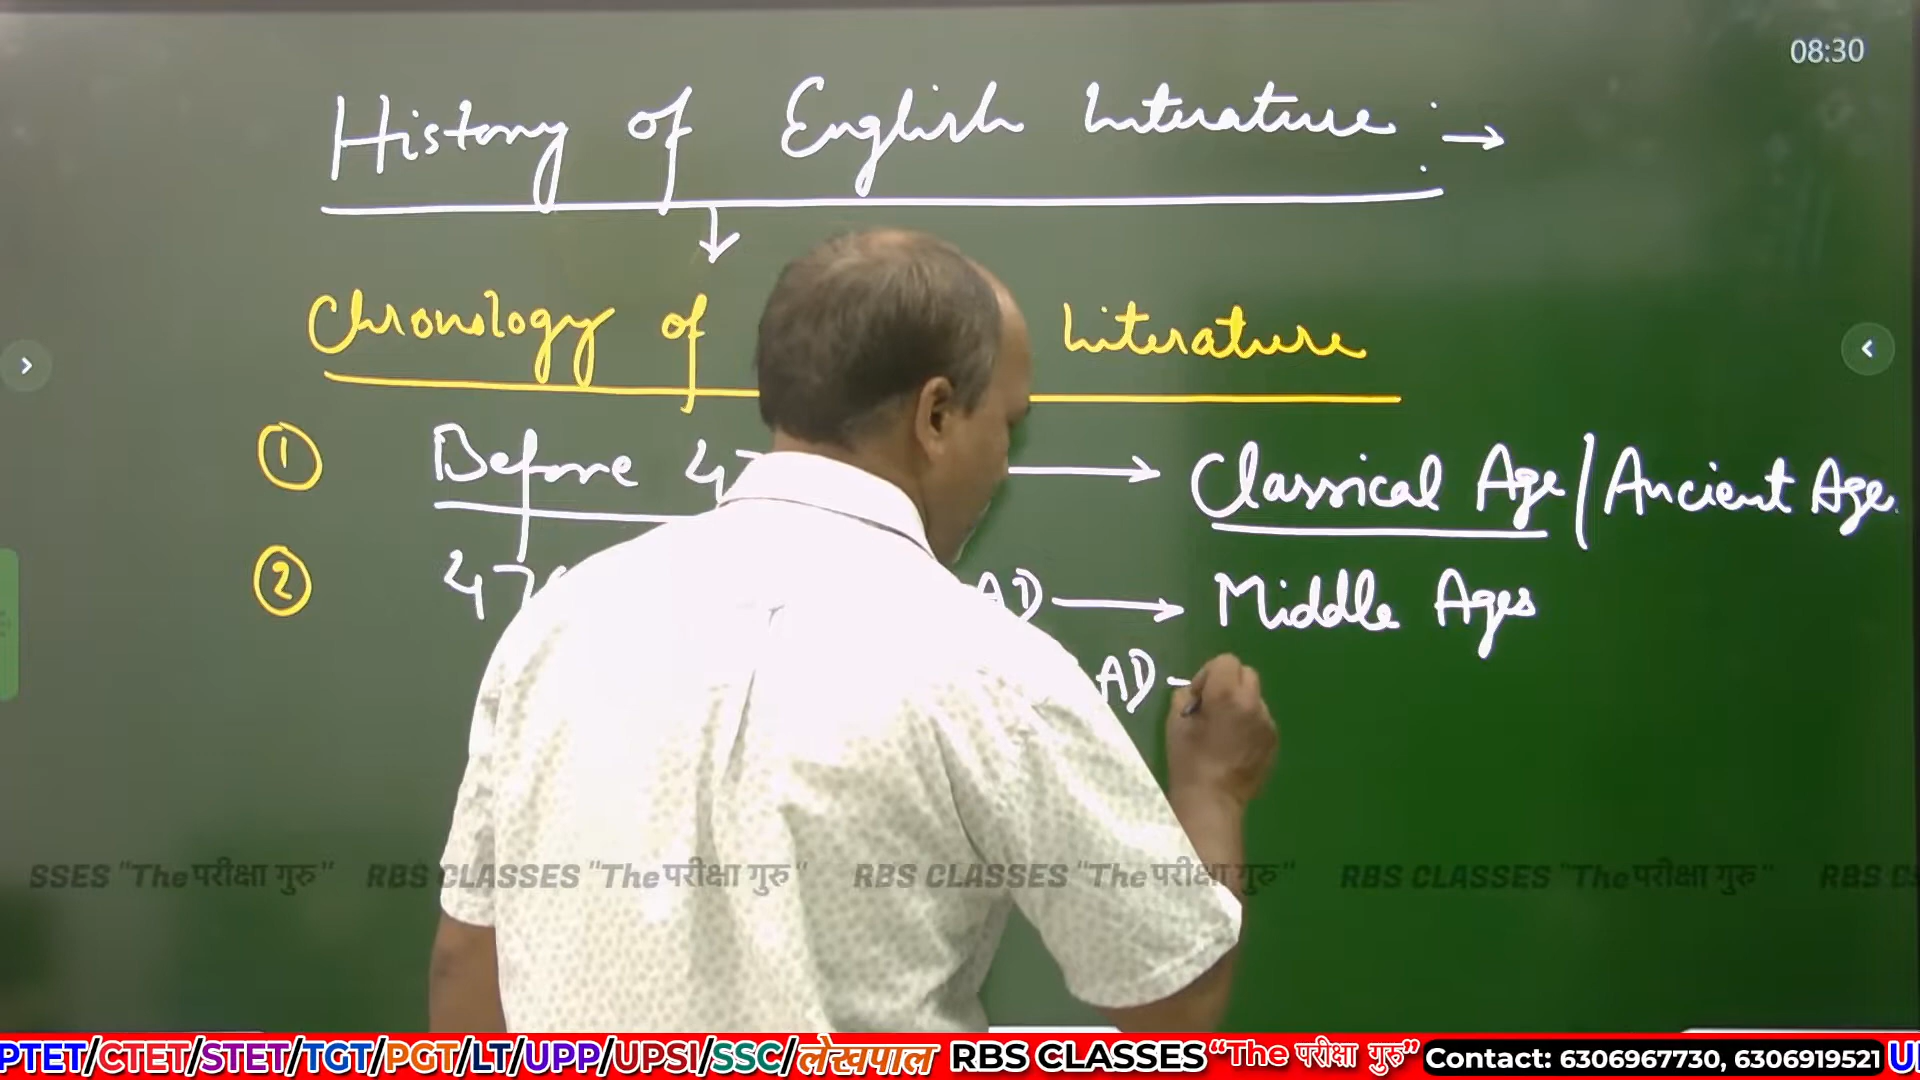 08:30
History of English Literature :→
Chronology of Literature
① Before → Classical Age/Ancient Age.
② AD → Middle Ages
AD
SSES "The परीक्षा गुरु" RBS CLASSES "The परीक्षा गुरु" RBS CLASSES "The परीक्षा गुरु" RBS CLASSES "The परीक्षा गुरु"
PTET/CTET/STET/TGT/PGT/LT/UPP/UPSI/SSC/लेखपाल RBS CLASSES "The परीक्षा गुरु" Contact: 6306967730, 6306919521